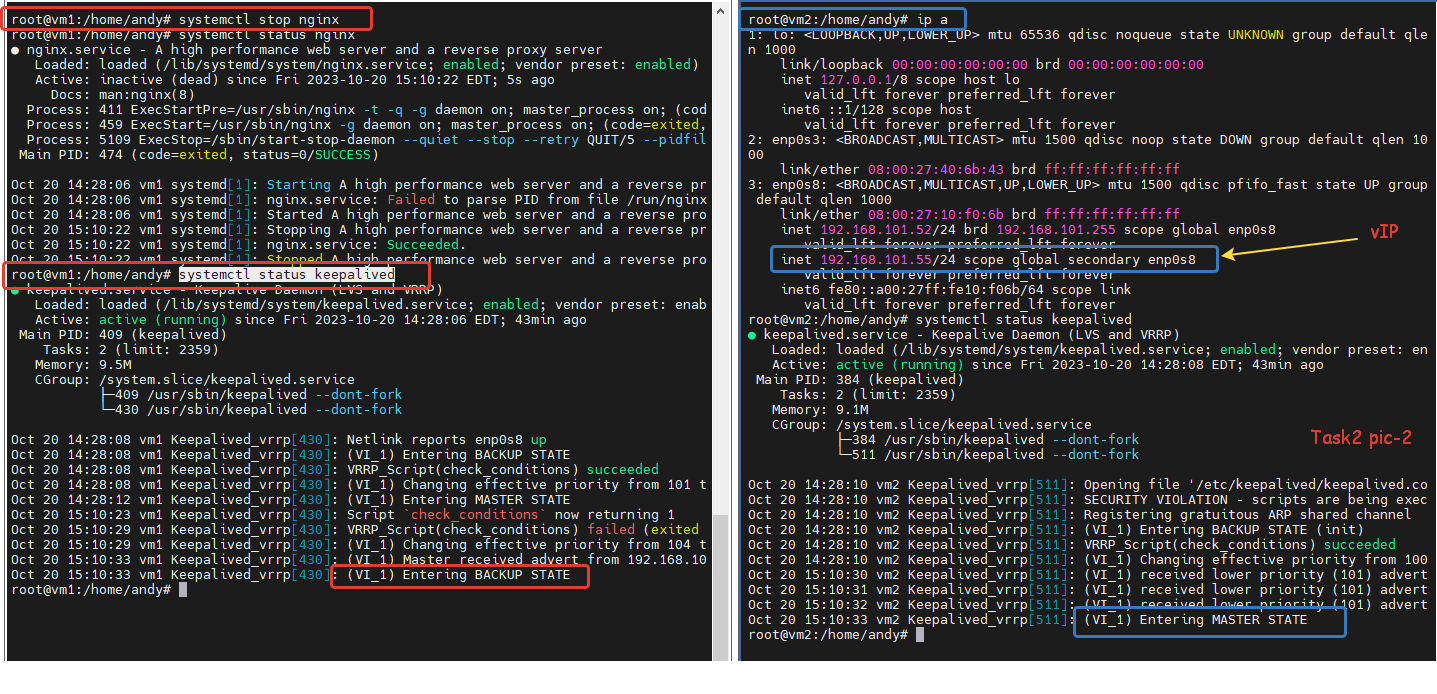 root@vm1:/home/andy# systemctl stop nginx
root@vm1:/home/andy# systemctl status nginx
● nginx.service - A high performance web server and a reverse proxy server
Loaded: loaded (/lib/systemd/system/nginx.service; enabled; vendor preset: enabled)
Active: inactive (dead) since Fri 2023-10-20 15:10:22 EDT; 5s ago
Docs: man:nginx(8)
Process: 411 ExecStartPre=/usr/sbin/nginx -t -q -g daemon on; master_process on; (cod
Process: 459 ExecStart=/usr/sbin/nginx -g daemon on; master_process on; (code=exited,
Process: 5109 ExecStop=/sbin/start-stop-daemon --quiet --stop --retry QUIT/5 --pidfil
Main PID: 474 (code=exited, status=0/SUCCESS)
Oct 20 14:28:06 vm1 systemd[1]: Starting A high performance web server and a reverse pr
Oct 20 14:28:06 vm1 systemd[1]: nginx.service: Failed to parse PID from file /run/nginx
Oct 20 14:28:06 vm1 systemd[1]: Started A high performance web server and a reverse pro
Oct 20 15:10:22 vm1 systemd[1]: Stopping A high performance web server and a reverse pr
Oct 20 15:10:22 vm1 systemd[1]: nginx.service: Succeeded.
Oct 20 15:10:22 vm1 systemd[1]: Stopped A high performance web server and a reverse pro
root@vm1:/home/andy# systemctl status keepalived
● keepalived.service - Keepalive Daemon (LVS and VRRP)
Loaded: loaded (/lib/systemd/system/keepalived.service; enabled; vendor preset: enab
Active: active (running) since Fri 2023-10-20 14:28:06 EDT; 43min ago
Main PID: 409 (keepalived)
Tasks: 2 (limit: 2359)
Memory: 9.5M
CGroup: /system.slice/keepalived.service
├─409 /usr/sbin/keepalived --dont-fork
└─430 /usr/sbin/keepalived --dont-fork
Oct 20 14:28:08 vm1 Keepalived_vrrp[430]: Netlink reports enp0s8 up
Oct 20 14:28:08 vm1 Keepalived_vrrp[430]: (VI_1) Entering BACKUP STATE
Oct 20 14:28:08 vm1 Keepalived_vrrp[430]: VRRP_Script(check_conditions) succeeded
Oct 20 14:28:08 vm1 Keepalived_vrrp[430]: (VI_1) Changing effective priority from 101 t
Oct 20 14:28:12 vm1 Keepalived_vrrp[430]: (VI_1) Entering MASTER STATE
Oct 20 15:10:23 vm1 Keepalived_vrrp[430]: Script `check_conditions` now returning 1
Oct 20 15:10:29 vm1 Keepalived_vrrp[430]: VRRP_Script(check_conditions) failed (exited
Oct 20 15:10:29 vm1 Keepalived_vrrp[430]: (VI_1) Changing effective priority from 104 t
Oct 20 15:10:33 vm1 Keepalived_vrrp[430]: (VI_1) Master received advert from 192.168.10
Oct 20 15:10:33 vm1 Keepalived_vrrp[430]: (VI_1) Entering BACKUP STATE
root@vm1:/home/andy#
root@vm2:/home/andy# ip a
1: lo: <LOOPBACK,UP,LOWER_UP> mtu 65536 qdisc noqueue state UNKNOWN group default qle
n 1000
link/loopback 00:00:00:00:00:00 brd 00:00:00:00:00:00
inet 127.0.0.1/8 scope host lo
valid_lft forever preferred_lft forever
inet6 ::1/128 scope host
valid_lft forever preferred_lft forever
2: enp0s3: <BROADCAST,MULTICAST> mtu 1500 qdisc noop state DOWN group default qlen 10
00
link/ether 08:00:27:40:6b:43 brd ff:ff:ff:ff:ff:ff
3: enp0s8: <BROADCAST,MULTICAST,UP,LOWER_UP> mtu 1500 qdisc pfifo_fast state UP group
default qlen 1000
link/ether 08:00:27:10:f0:6b brd ff:ff:ff:ff:ff:ff
inet 192.168.101.52/24 brd 192.168.101.255 scope global enp0s8
valid_lft forever preferred_lft forever
vIP
inet 192.168.101.55/24 scope global secondary enp0s8
valid_lft forever preferred_lft forever
inet6 fe80::a00:27ff:fe10:f06b/64 scope link
valid_lft forever preferred_lft forever
root@vm2:/home/andy# systemctl status keepalived
● keepalived.service - Keepalive Daemon (LVS and VRRP)
Loaded: loaded (/lib/systemd/system/keepalived.service; enabled; vendor preset: en
Active: active (running) since Fri 2023-10-20 14:28:08 EDT; 43min ago
Main PID: 384 (keepalived)
Tasks: 2 (limit: 2359)
Memory: 9.1M
CGroup: /system.slice/keepalived.service
├─384 /usr/sbin/keepalived --dont-fork
└─511 /usr/sbin/keepalived --dont-fork
Task2 pic-2
Oct 20 14:28:10 vm2 Keepalived_vrrp[511]: Opening file '/etc/keepalived/keepalived.co
Oct 20 14:28:10 vm2 Keepalived_vrrp[511]: SECURITY VIOLATION - scripts are being exec
Oct 20 14:28:10 vm2 Keepalived_vrrp[511]: Registering gratuitous ARP shared channel
Oct 20 14:28:10 vm2 Keepalived_vrrp[511]: (VI_1) Entering BACKUP STATE (init)
Oct 20 14:28:10 vm2 Keepalived_vrrp[511]: VRRP_Script(check_conditions) succeeded
Oct 20 14:28:10 vm2 Keepalived_vrrp[511]: (VI_1) Changing effective priority from 100
Oct 20 15:10:30 vm2 Keepalived_vrrp[511]: (VI_1) received lower priority (101) advert
Oct 20 15:10:31 vm2 Keepalived_vrrp[511]: (VI_1) received lower priority (101) advert
Oct 20 15:10:32 vm2 Keepalived_vrrp[511]: (VI_1) received lower priority (101) advert
Oct 20 15:10:33 vm2 Keepalived_vrrp[511]: (VI_1) Entering MASTER STATE
root@vm2:/home/andy#